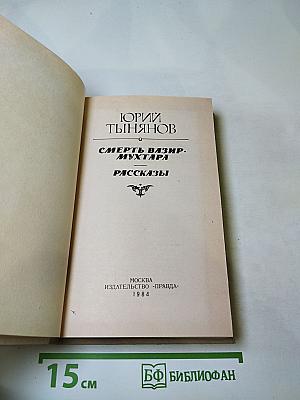 ЮРИЙ
ТЫНЯНОВ
СМЕРТЬ ВАЗИР-
МУХТАРА
РАССКАЗЫ
МОСКВА
ИЗДАТЕЛЬСТВО «ПРАВДА»
1984
15 см
БФ БИБЛИОФАН